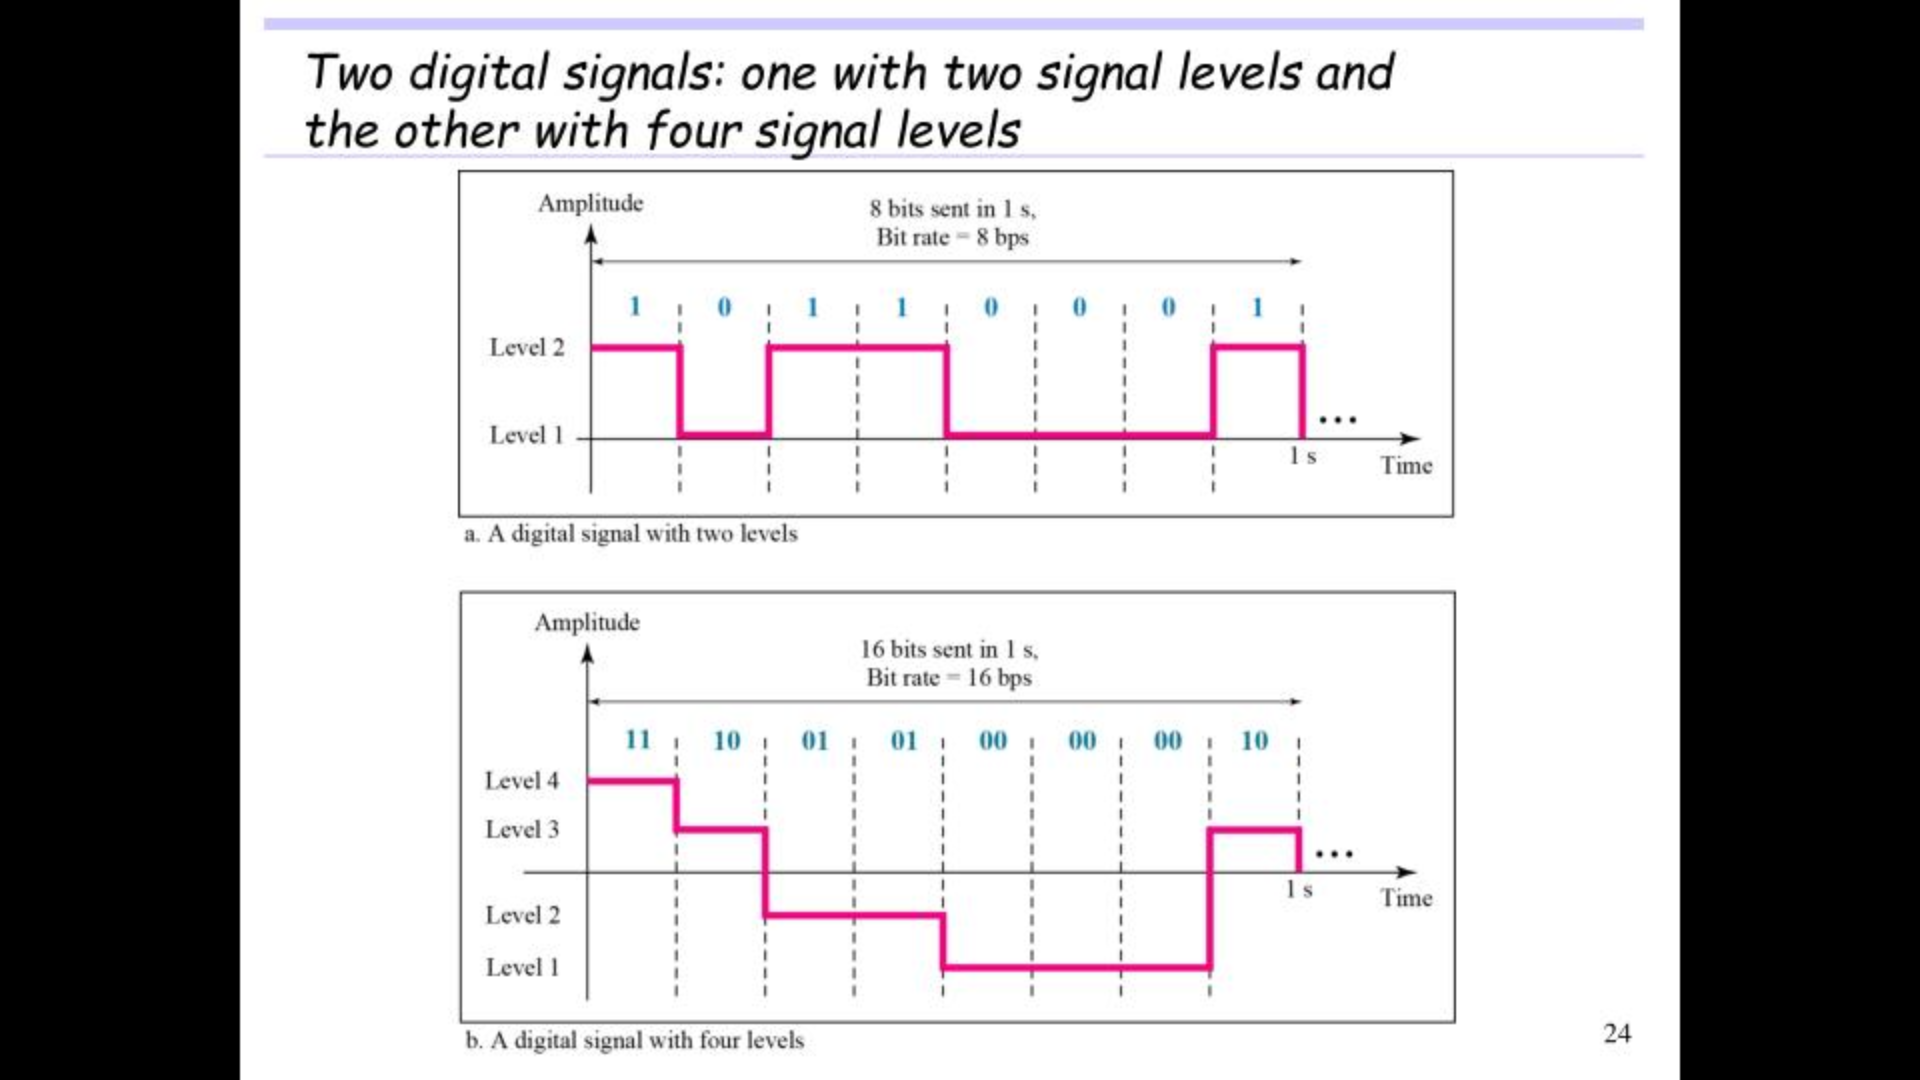 Two digital signals: one with two signal levels and
the other with four signal levels
Amplitude
8 bits sent in 1 s,
Bit rate = 8 bps
1 0 1 1 0 0 0 1
Level 2
Level 1
1 s
Time
a. A digital signal with two levels
Amplitude
16 bits sent in 1 s,
Bit rate = 16 bps
11 10 01 01 00 00 00 10
Level 4
Level 3
1 s
Time
Level 2
Level 1
b. A digital signal with four levels
24